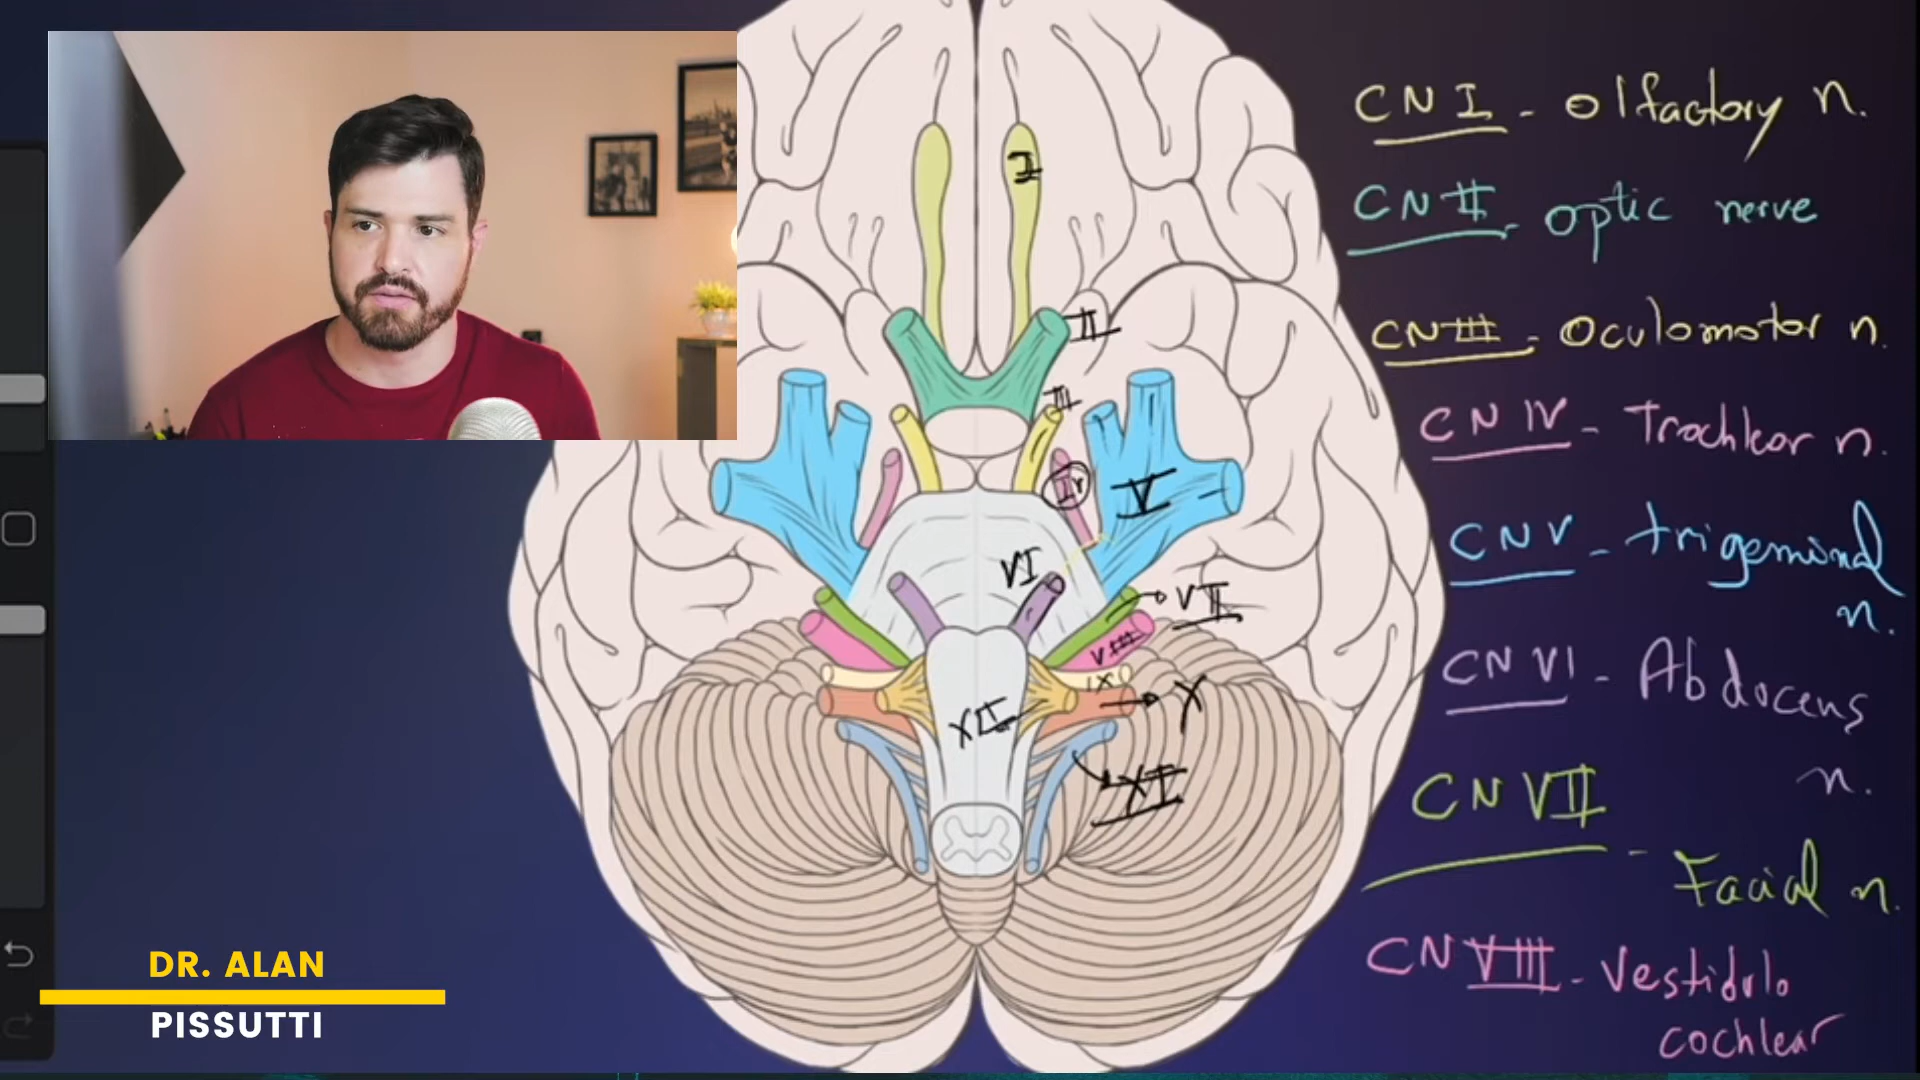 CN I - olfactory n.
CN II - optic nerve
CN III - Oculomotor n.
CN IV - Trochlear n.
CN V - trigeminal
n.
CN VI - Abdocens
n.
CN VII
- Facial n.
CN VIII - Vestibulo
cochlear
I
II
III
IV
V
VI
VII
VIII
IX
X
XII
XI
DR. ALAN
PISSUTTI